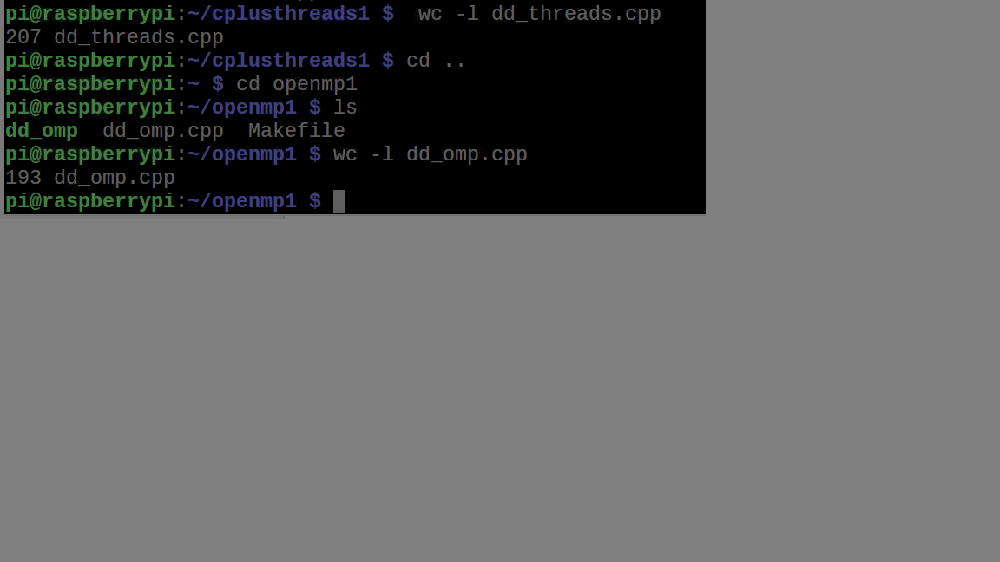 pi@raspberrypi:~/cplusthreads1 $  wc -l dd_threads.cpp
207 dd_threads.cpp
pi@raspberrypi:~/cplusthreads1 $ cd ..
pi@raspberrypi:~ $ cd openmp1
pi@raspberrypi:~/openmp1 $ ls
dd_omp  dd_omp.cpp  Makefile
pi@raspberrypi:~/openmp1 $ wc -l dd_omp.cpp
193 dd_omp.cpp
pi@raspberrypi:~/openmp1 $